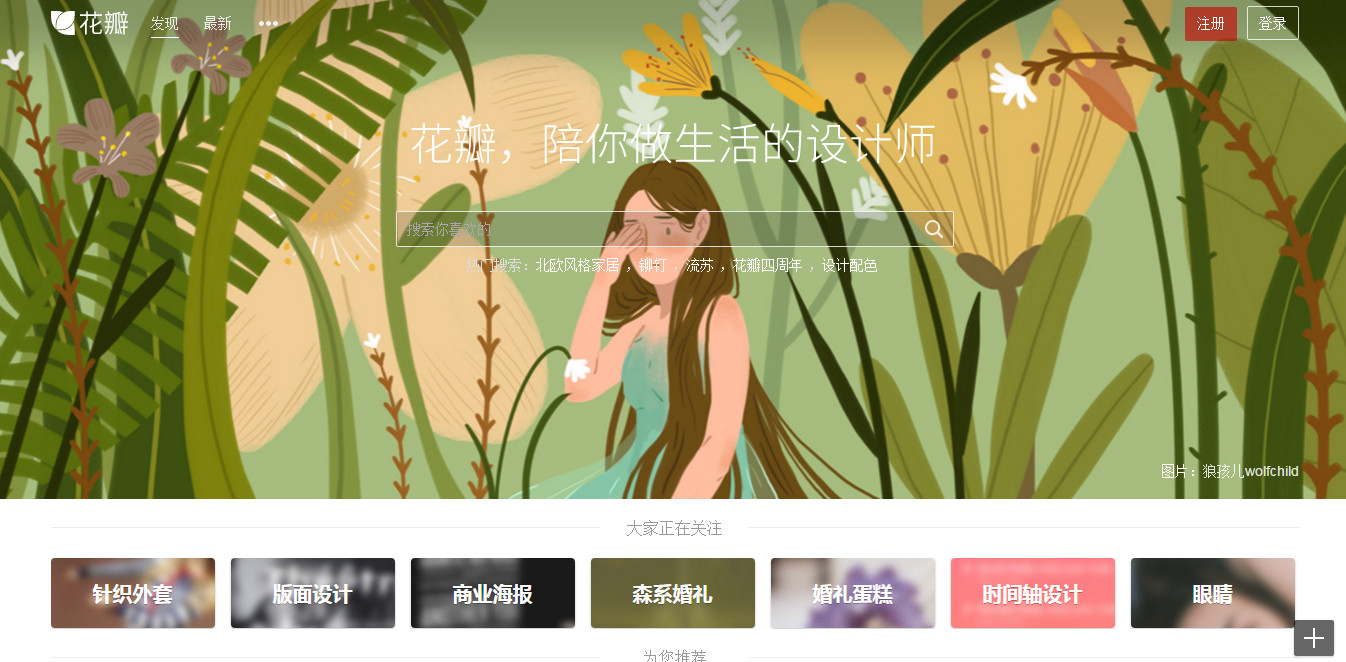 花瓣 发现 最新 ••• 注册 登录
花瓣，陪你做生活的设计师
搜索你喜欢的
热门搜索：北欧风格家居，铆钉，流苏，花瓣四周年，设计配色
图片：狼孩儿wolfchild
大家正在关注
针织外套 版面设计 商业海报 森系婚礼 婚礼蛋糕 时间轴设计 眼睛
为您推荐